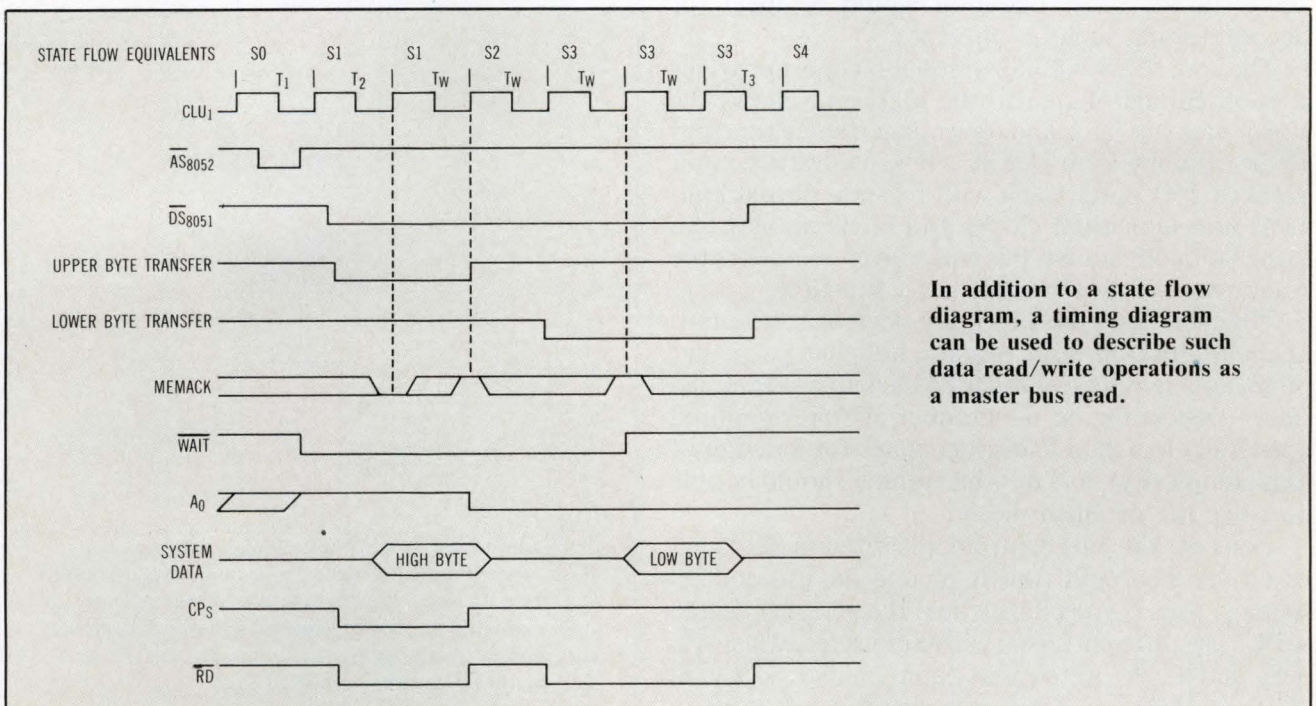 STATE FLOW EQUIVALENTS S0 S1 S1 S2 S3 S3 S3 S4
T1 T2 TW TW TW TW T3
CLU1
AS8052
DS8051
UPPER BYTE TRANSFER
LOWER BYTE TRANSFER
MEMACK
WAIT
A0
SYSTEM DATA
HIGH BYTE LOW BYTE
CPS
RD
In addition to a state flow
diagram, a timing diagram
can be used to describe such
data read/write operations as
a master bus read.